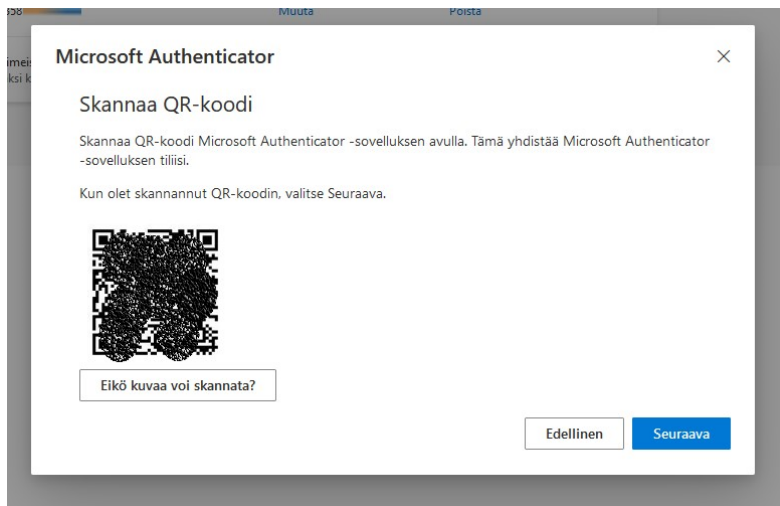 358
Muuta
Poista
Microsoft Authenticator
Skannaa QR-koodi
Skannaa QR-koodi Microsoft Authenticator -sovelluksen avulla. Tämä yhdistää Microsoft Authenticator
-sovelluksen tiliisi.
Kun olet skannannut QR-koodin, valitse Seuraava.
Eikö kuvaa voi skannata?
Edellinen
Seuraava